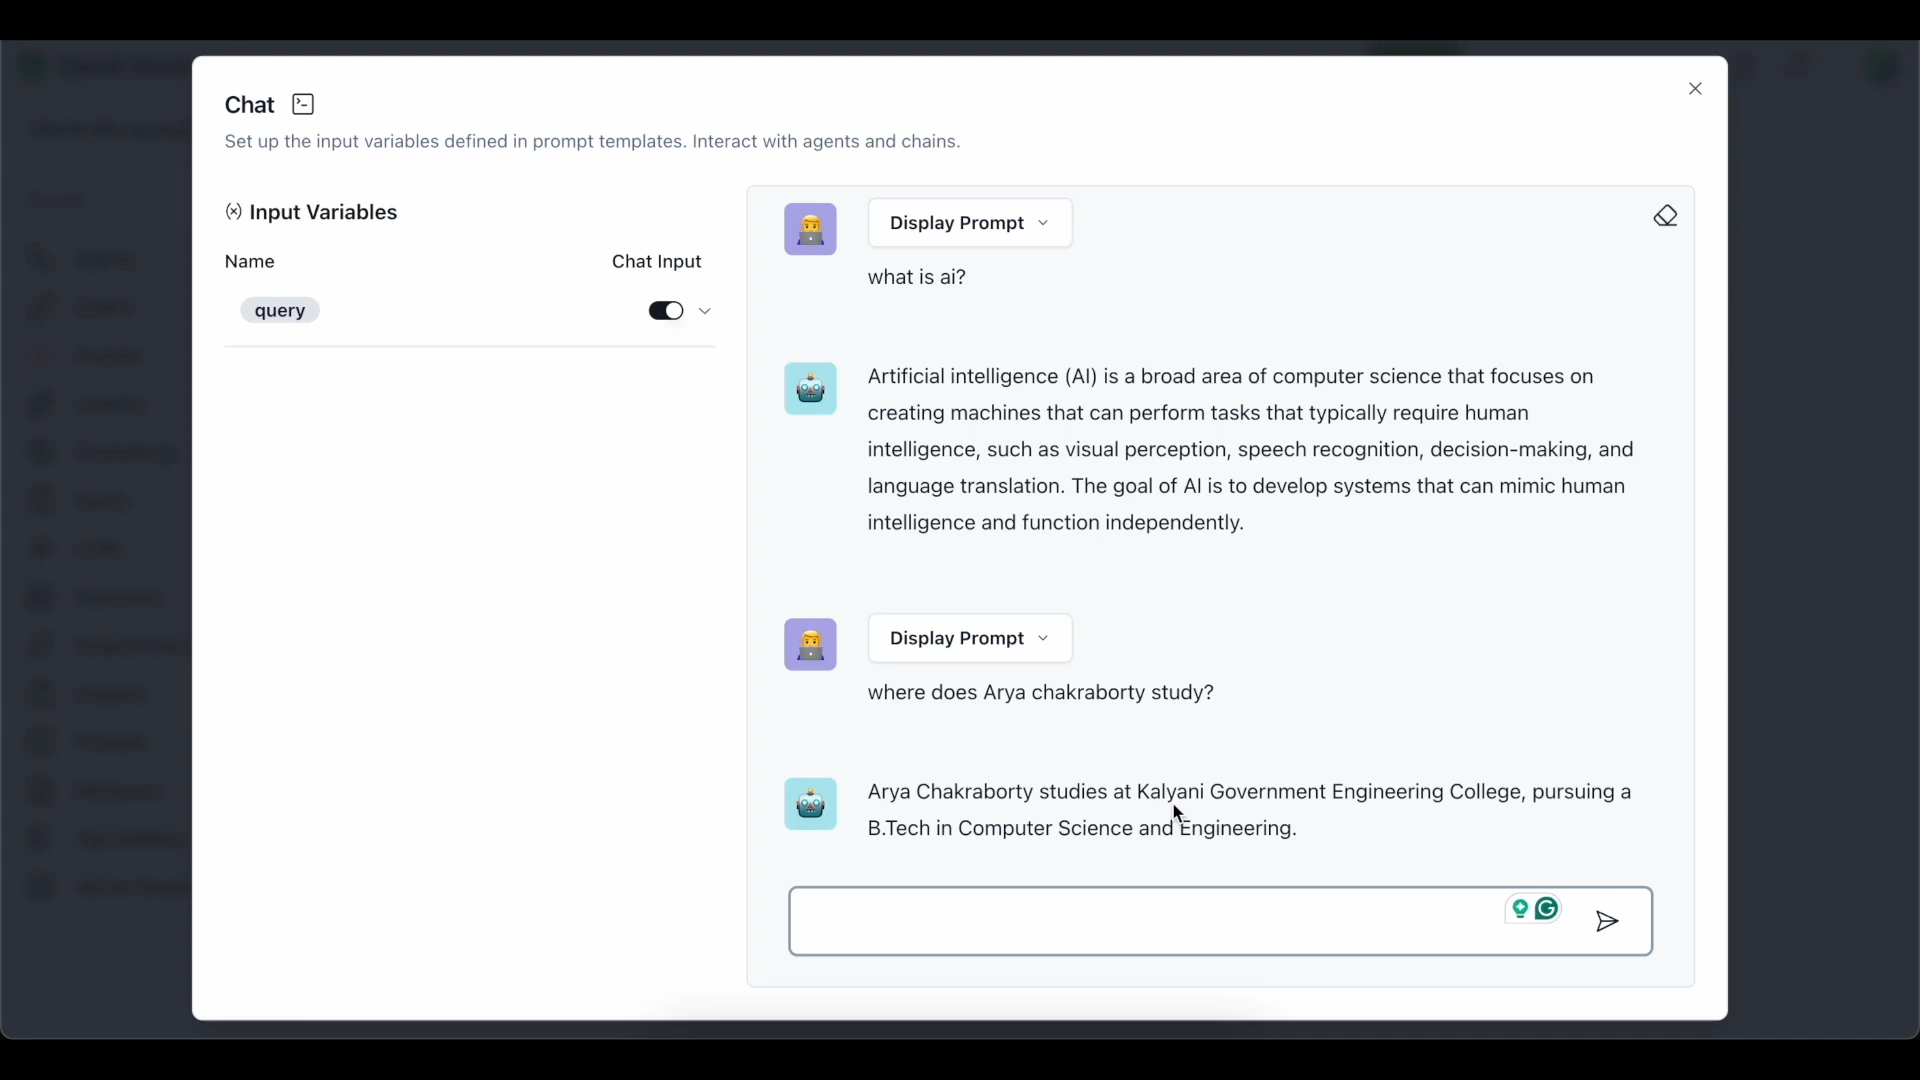 Chat
Set up the input variables defined in prompt templates. Interact with agents and chains.
Input Variables
Name
Chat Input
query
Display Prompt
what is ai?
Artificial intelligence (AI) is a broad area of computer science that focuses on
creating machines that can perform tasks that typically require human
intelligence, such as visual perception, speech recognition, decision-making, and
language translation. The goal of AI is to develop systems that can mimic human
intelligence and function independently.
Display Prompt
where does Arya chakraborty study?
Arya Chakraborty studies at Kalyani Government Engineering College, pursuing a
B.Tech in Computer Science and Engineering.